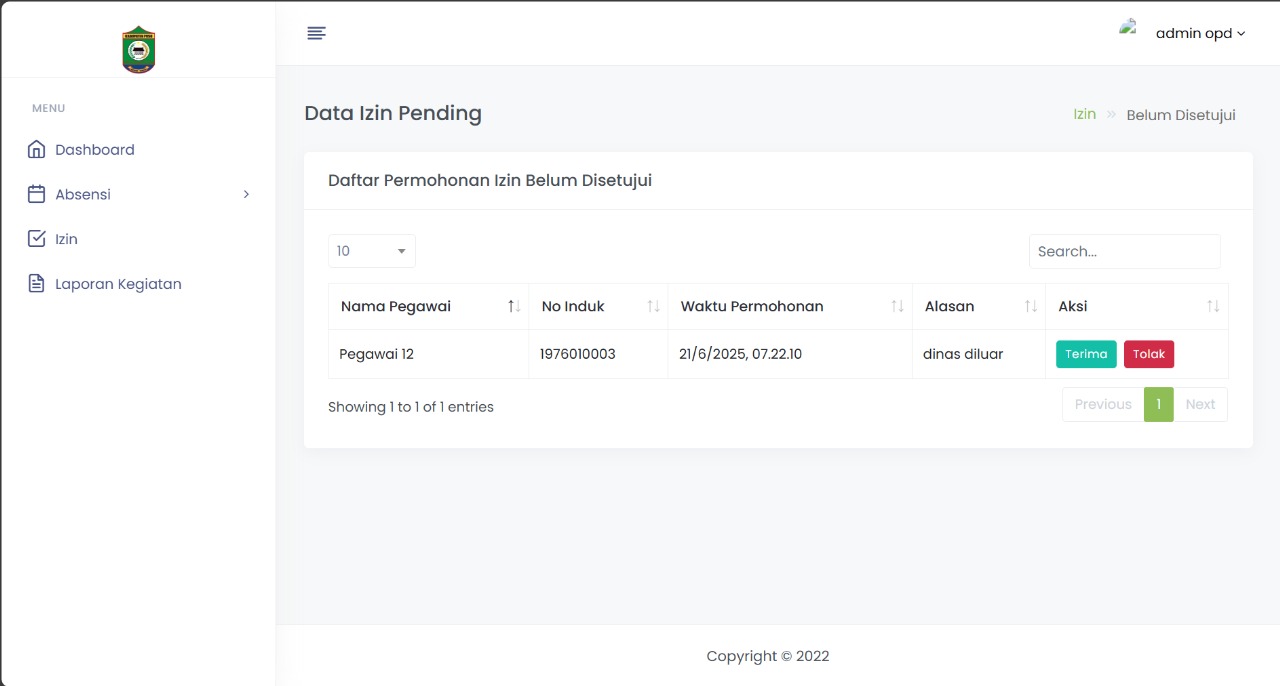 admin opd
MENU
Dashboard
Absensi
Izin
Laporan Kegiatan
Data Izin Pending
Izin » Belum Disetujui
Daftar Permohonan Izin Belum Disetujui
10
Search...
Nama Pegawai No Induk Waktu Permohonan Alasan Aksi
Pegawai 12 1976010003 21/6/2025, 07.22.10 dinas diluar Terima Tolak
Showing 1 to 1 of 1 entries
Previous 1 Next
Copyright © 2022